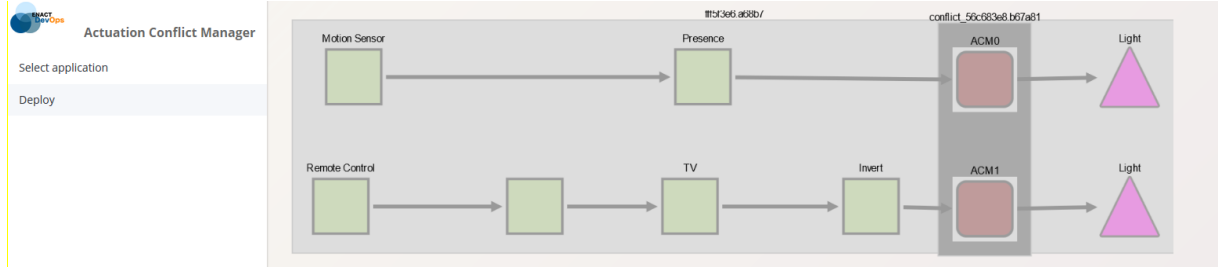 ENACT
DevOps
Actuation Conflict Manager
Select application
Deploy
conflict_56c683e8.b67a81
Motion Sensor
Presence
ACM0
Light
Remote Control
TV
Invert
ACM1
Light